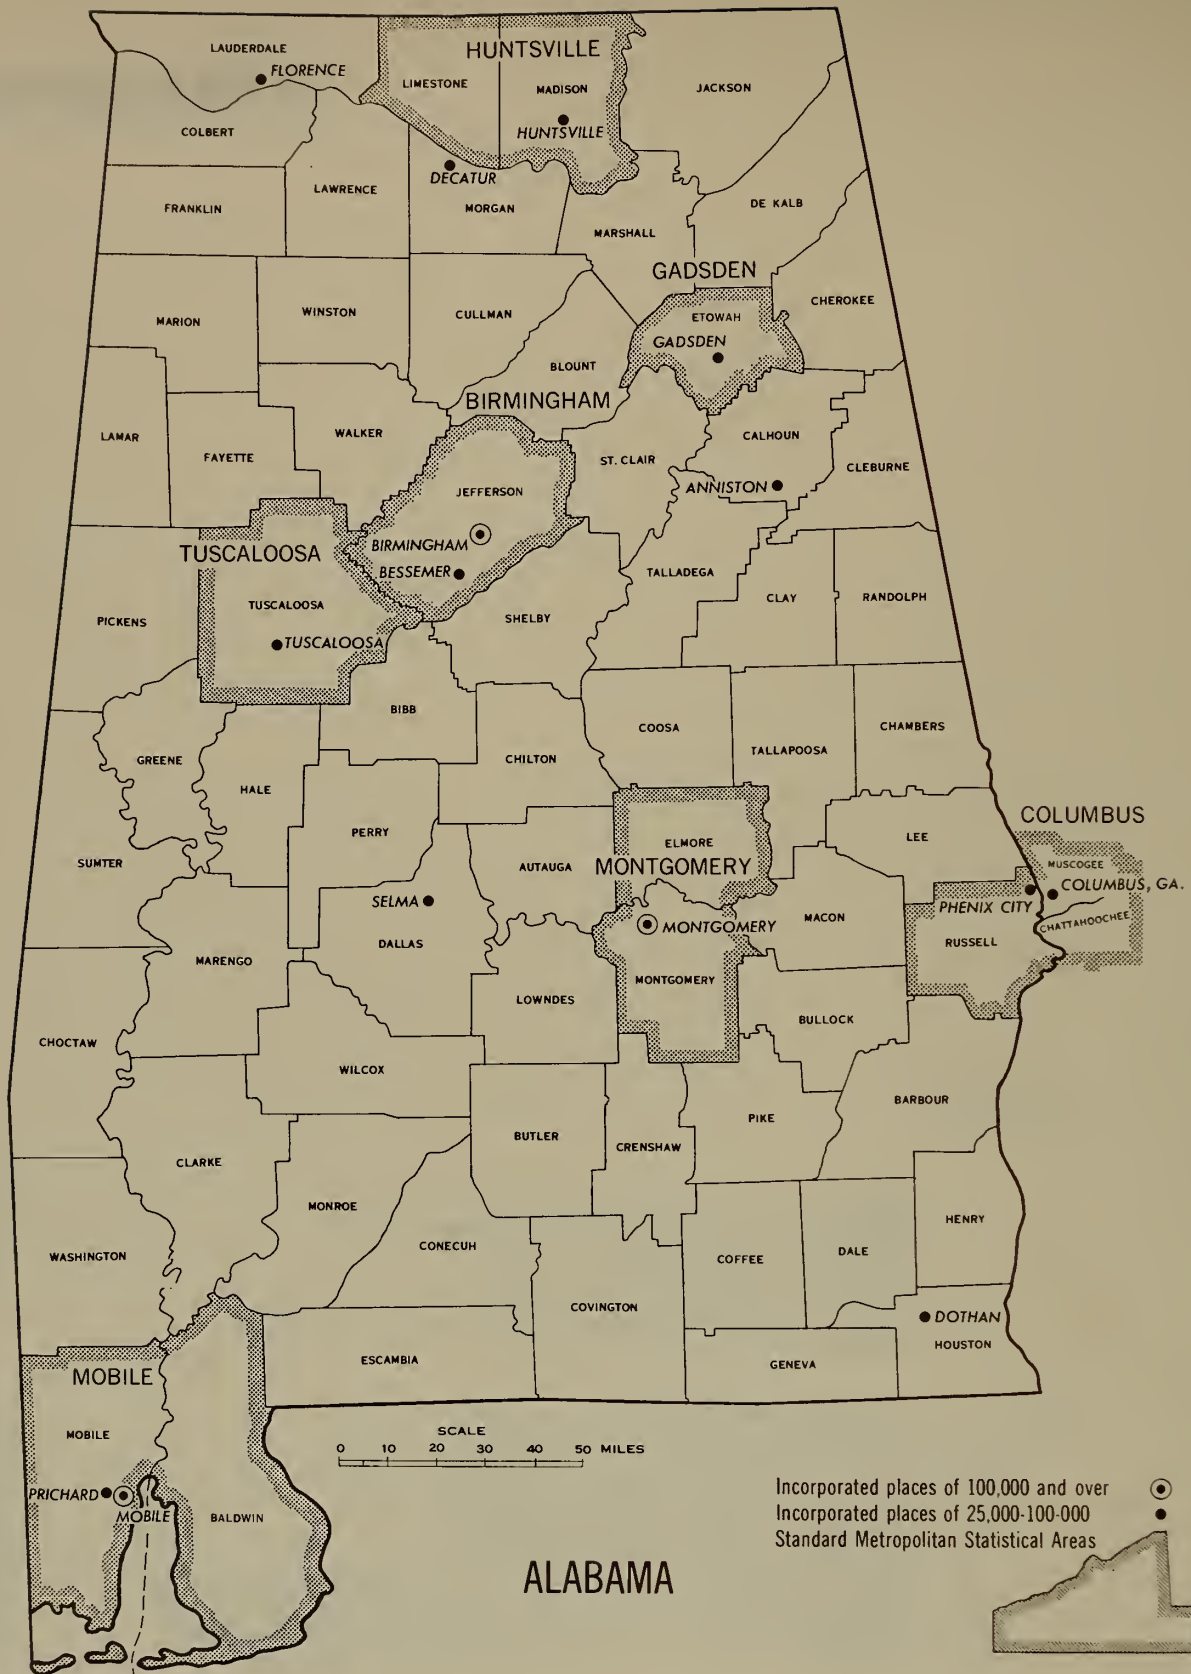 LAUDERDALE
HUNTSVILLE
FLORENCE
LIMESTONE
MADISON
JACKSON
COLBERT
HUNTSVILLE
DECATUR
LAWRENCE
FRANKLIN
MORGAN
DE KALB
MARSHALL
GADSDEN
CHEROKEE
MARION
WINSTON
CULLMAN
ETOWAH
GADSDEN
BLOUNT
BIRMINGHAM
LAMAR
WALKER
CALHOUN
FAYETTE
ST. CLAIR
CLEBURNE
JEFFERSON
ANNISTON
BIRMINGHAM
TUSCALOOSA
BESSEMER
TALLADEGA
TUSCALOOSA
CLAY
RANDOLPH
PICKENS
SHELBY
TUSCALOOSA
BIBB
COOSA
CHAMBERS
TALLAPOOSA
GREENE
CHILTON
HALE
COLUMBUS
PERRY
LEE
ELMORE
SUMTER
AUTAUGA
MONTGOMERY
MUSCOGEE
COLUMBUS, GA.
SELMA
PHENIX CITY
MACON
MONTGOMERY
CHATTAHOOCHEE
DALLAS
RUSSELL
MARENGO
MONTGOMERY
LOWNDES
BULLOCK
CHOCTAW
WILCOX
BARBOUR
PIKE
BUTLER
CRENSHAW
CLARKE
MONROE
HENRY
CONECUH
WASHINGTON
COFFEE
DALE
COVINGTON
DOTHAN
HOUSTON
ESCAMBIA
GENEVA
MOBILE
MOBILE
SCALE
0 10 20 30 40 50 MILES
PRICHARD
MOBILE
BALDWIN
Incorporated places of 100,000 and over
Incorporated places of 25,000-100-000
Standard Metropolitan Statistical Areas
ALABAMA